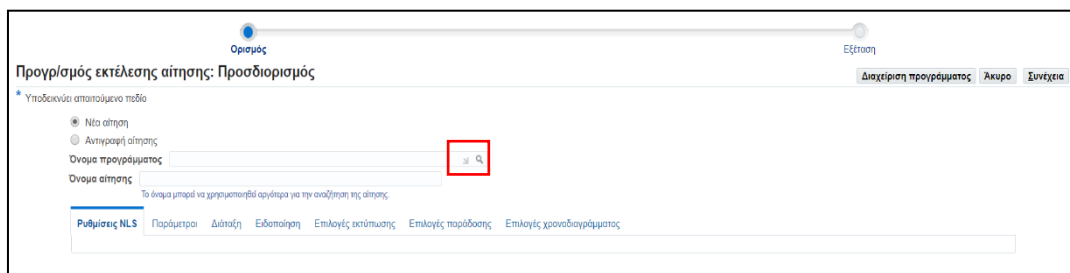 Ορισμός Εξέταση
Προγρ/σμός εκτέλεσης αίτησης: Προσδιορισμός
Διαχείριση προγράμματος Άκυρο Συνέχεια
* Υποδεικνύει απαιτούμενο πεδίο
Νέα αίτηση
Αντιγραφή αίτησης
Όνομα προγράμματος
Όνομα αίτησης
Το όνομα μπορεί να χρησιμοποιηθεί αργότερα για την αναζήτηση της αίτησης.
Ρυθμίσεις NLS Παράμετροι Διάταξη Ειδοποίηση Επιλογές εκτύπωσης Επιλογές παράδοσης Επιλογές χρονοδιαγράμματος